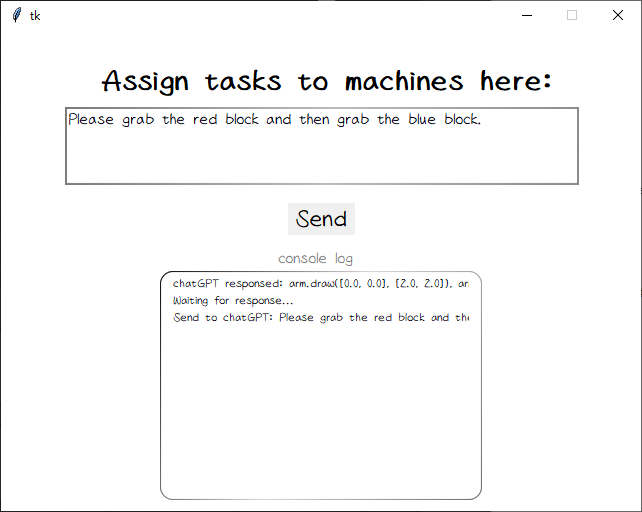 tk
Assign tasks to machines here:
Please grab the red block and then grab the blue block.
Send
console log
chatGPT responsed: arm.draw([0.0, 0.0], [2.0, 2.0]), ar
Waiting for response...
Send to chatGPT: Please grab the red block and the